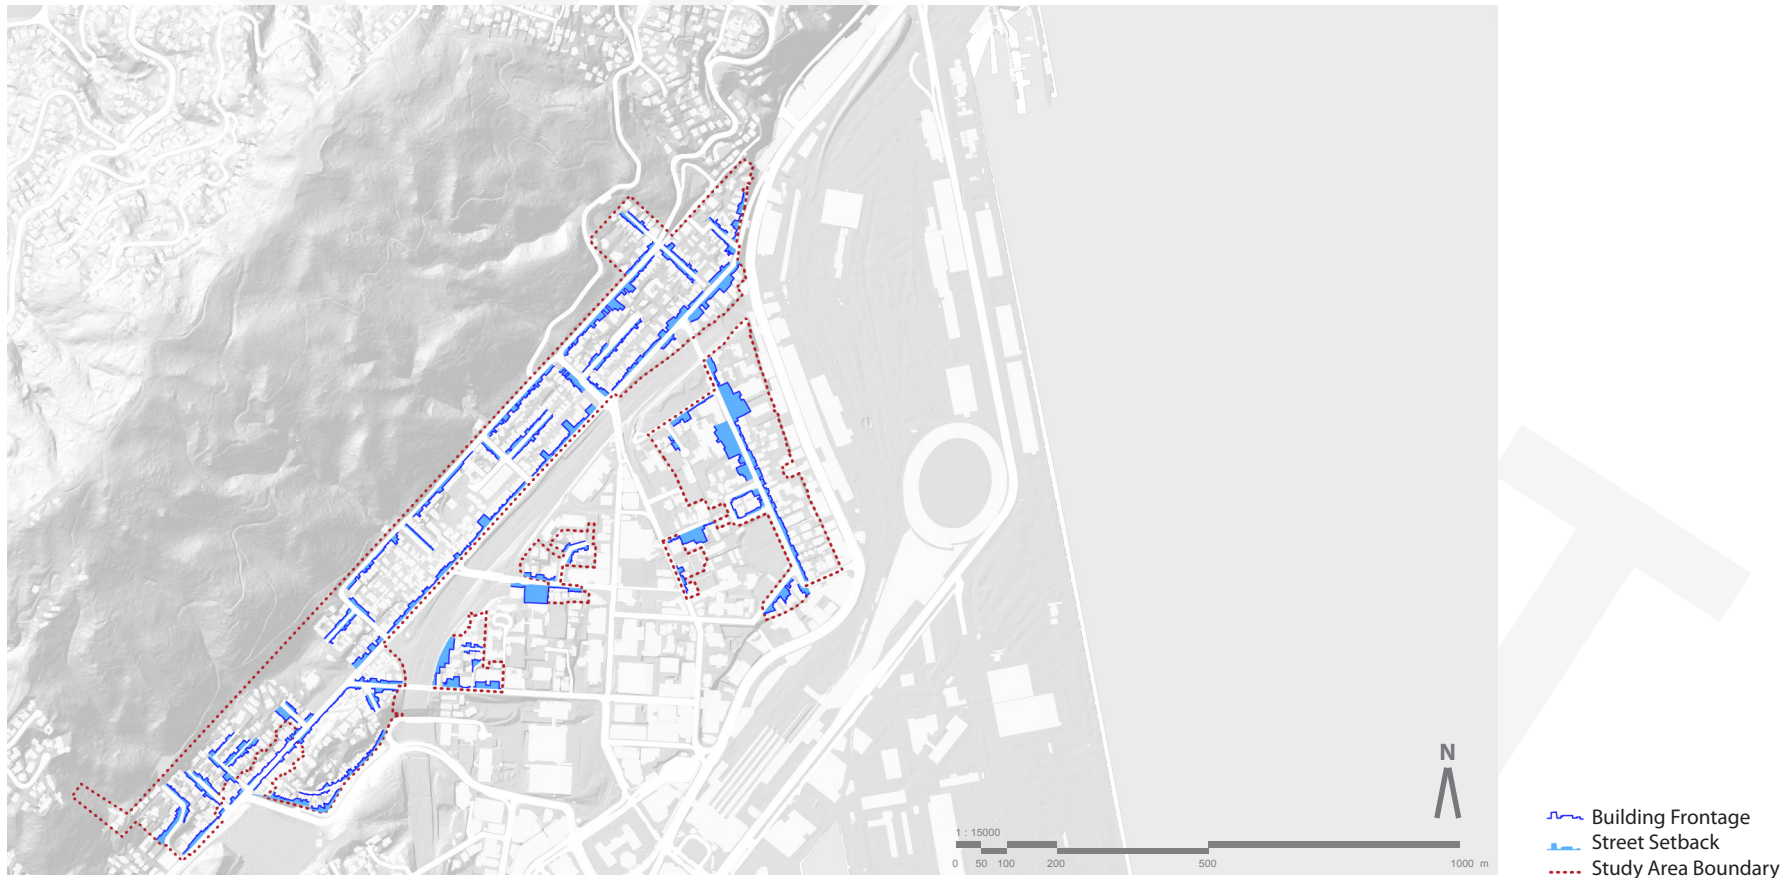 N
1 : 15000
0 50 100 200 500 1000 m
Building Frontage
Street Setback
Study Area Boundary